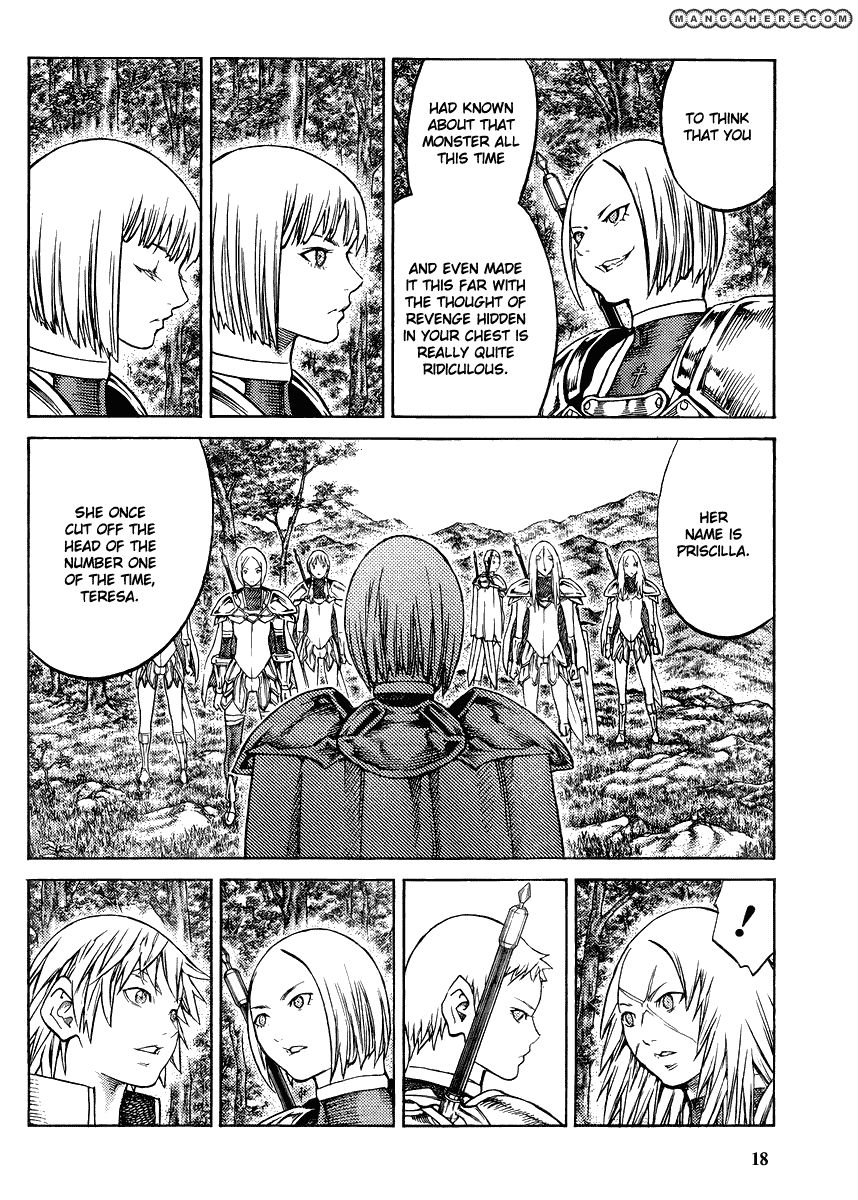 MANGAHERE.COM
TO THINK
THAT YOU
HAD KNOWN
ABOUT THAT
MONSTER ALL
THIS TIME
AND EVEN MADE
IT THIS FAR WITH
THE THOUGHT OF
REVENGE HIDDEN
IN YOUR CHEST IS
REALLY QUITE
RIDICULOUS.
HER
NAME IS
PRISCILLA.
SHE ONCE
CUT OFF THE
HEAD OF THE
NUMBER ONE
OF THE TIME,
TERESA.
!
18